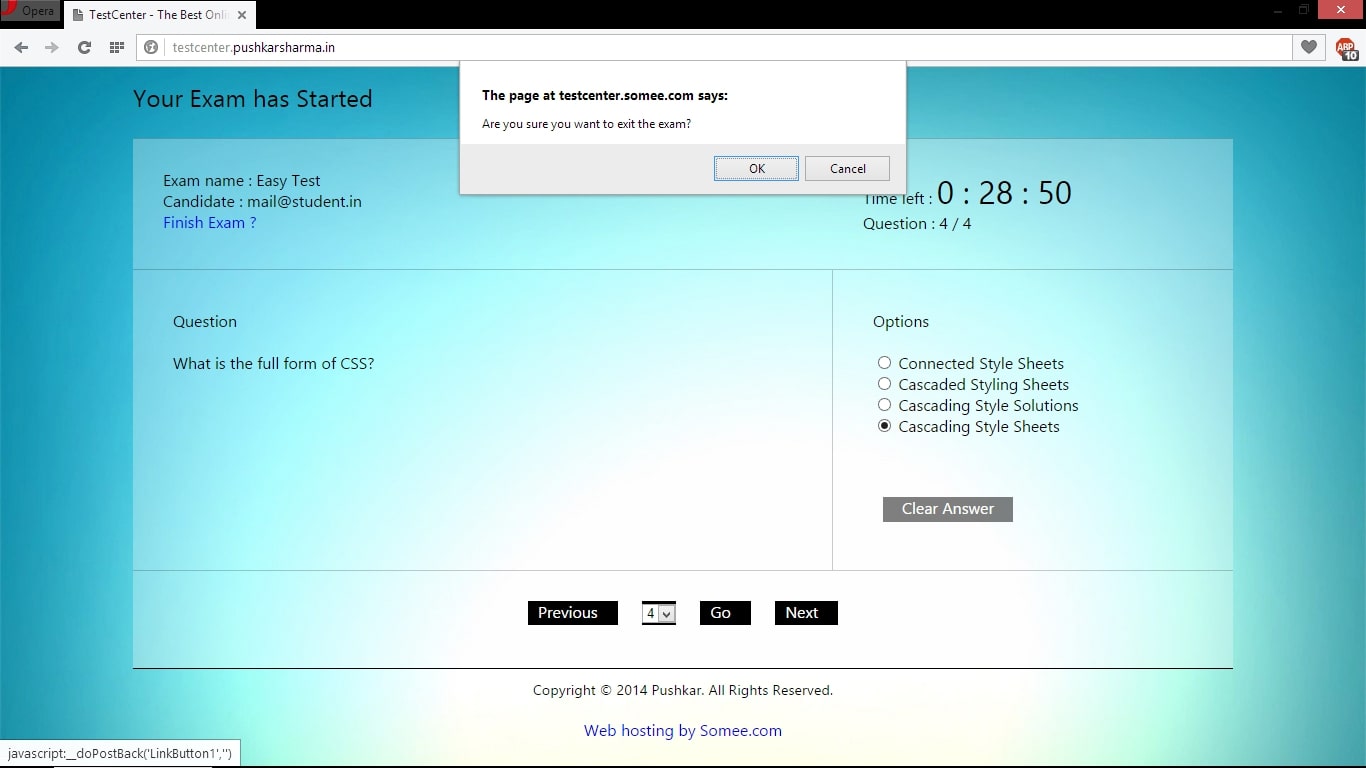 Opera
TestCenter - The Best Onli
testcenter.pushkarsharma.in
ABP
10
The page at testcenter.somee.com says:
Are you sure you want to exit the exam?
OK Cancel
Your Exam has Started
Exam name : Easy Test
Candidate : mail@student.in
Finish Exam ?
Time left : 0 : 28 : 50
Question : 4 / 4
Question
What is the full form of CSS?
Options
Connected Style Sheets
Cascaded Styling Sheets
Cascading Style Solutions
Cascading Style Sheets
Clear Answer
Previous 4 Go Next
Copyright © 2014 Pushkar. All Rights Reserved.
Web hosting by Somee.com
javascript:__doPostBack('LinkButton1','')